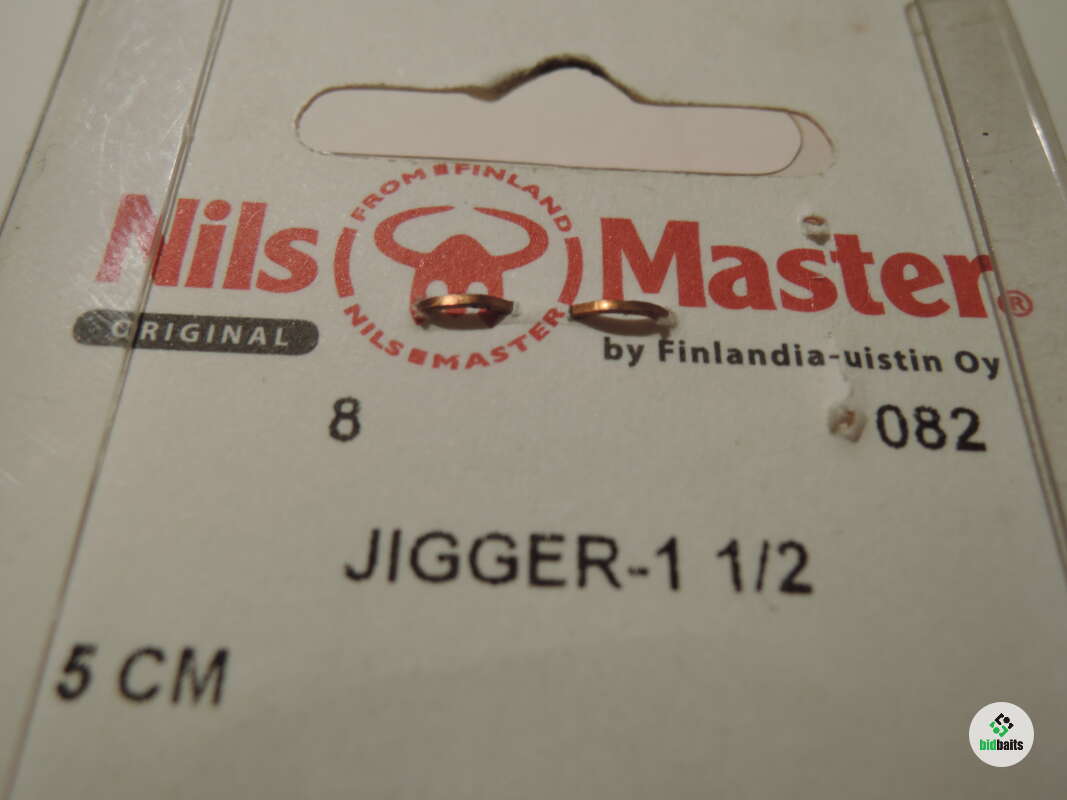 FROM FINLAND
Nils Master®
NILS MASTER
ORIGINAL
by Finlandia-uistin Oy
8 082
JIGGER-1 1/2
5 CM
bidbaits